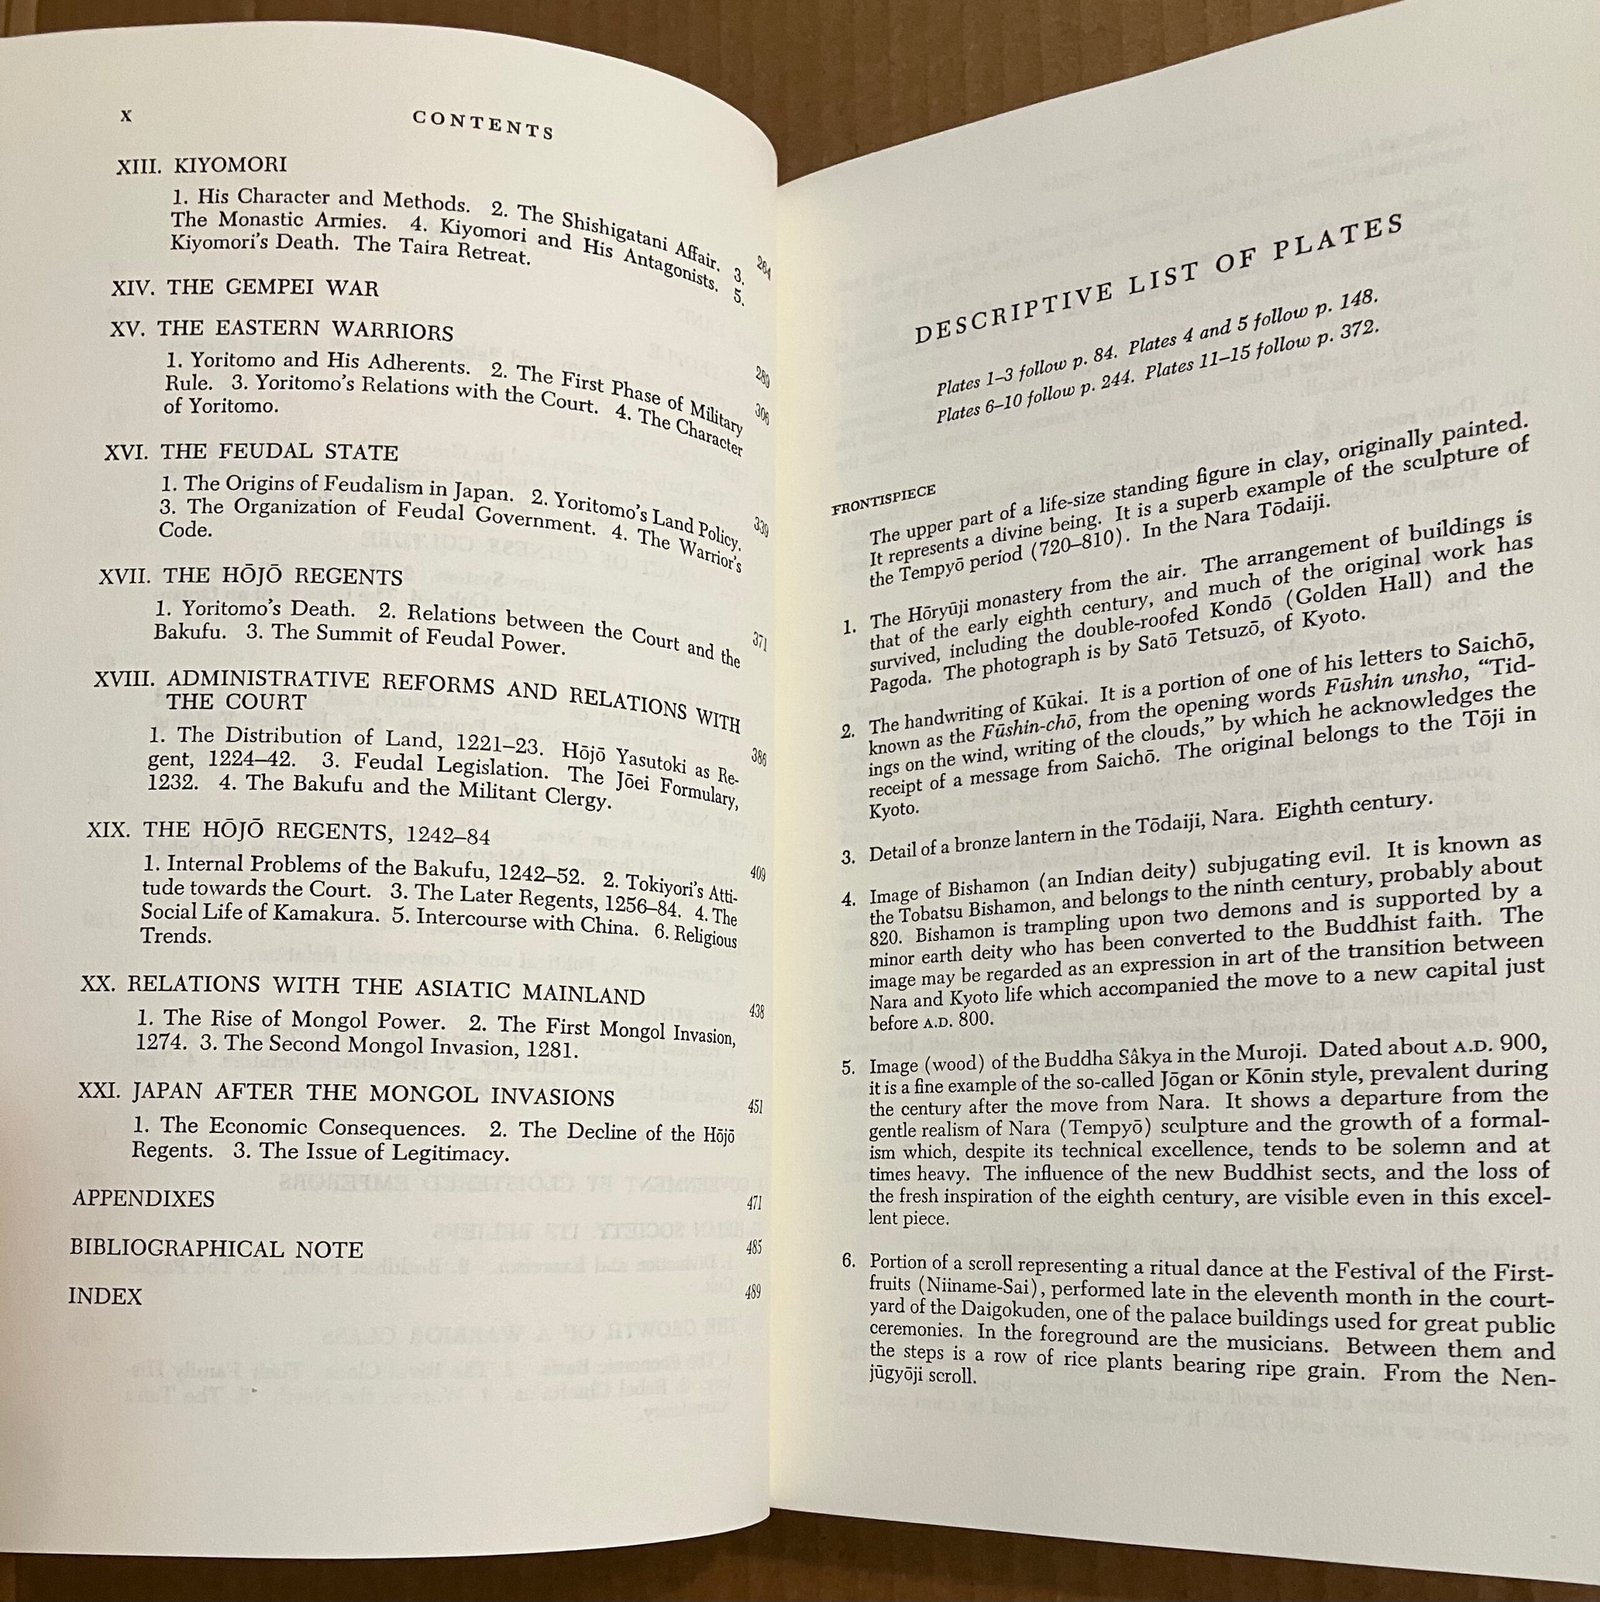 X CONTENTS
XIII. KIYOMORI 264
1. His Character and Methods. 2. The Shishigatani Affair. 3.
The Monastic Armies. 4. Kiyomori and His Antagonists. 5.
Kiyomori's Death. The Taira Retreat.
XIV. THE GEMPEI WAR 289
XV. THE EASTERN WARRIORS 306
1. Yoritomo and His Adherents. 2. The First Phase of Military
Rule. 3. Yoritomo's Relations with the Court. 4. The Character
of Yoritomo.
XVI. THE FEUDAL STATE 339
1. The Origins of Feudalism in Japan. 2. Yoritomo's Land Policy.
3. The Organization of Feudal Government. 4. The Warrior's
Code.
XVII. THE HŌJŌ REGENTS 371
1. Yoritomo's Death. 2. Relations between the Court and the
Bakufu. 3. The Summit of Feudal Power.
XVIII. ADMINISTRATIVE REFORMS AND RELATIONS WITH
THE COURT 386
1. The Distribution of Land, 1221–23. Hōjō Yasutoki as Re-
gent, 1224–42. 3. Feudal Legislation. The Jōei Formulary,
1232. 4. The Bakufu and the Militant Clergy.
XIX. THE HŌJŌ REGENTS, 1242–84 409
1. Internal Problems of the Bakufu, 1242–52. 2. Tokiyori's Atti-
tude towards the Court. 3. The Later Regents, 1256–84. 4. The
Social Life of Kamakura. 5. Intercourse with China. 6. Religious
Trends.
XX. RELATIONS WITH THE ASIATIC MAINLAND 438
1. The Rise of Mongol Power. 2. The First Mongol Invasion,
1274. 3. The Second Mongol Invasion, 1281.
XXI. JAPAN AFTER THE MONGOL INVASIONS 451
1. The Economic Consequences. 2. The Decline of the Hōjō
Regents. 3. The Issue of Legitimacy.
APPENDIXES 471
BIBLIOGRAPHICAL NOTE 485
INDEX 489
DESCRIPTIVE LIST OF PLATES
Plates 1–3 follow p. 84. Plates 4 and 5 follow p. 148.
Plates 6–10 follow p. 244. Plates 11–15 follow p. 372.
FRONTISPIECE
The upper part of a life-size standing figure in clay, originally painted.
It represents a divine being. It is a superb example of the sculpture of
the Tempyō period (720–810). In the Nara Tōdaiji.
1. The Hōryūji monastery from the air. The arrangement of buildings is
that of the early eighth century, and much of the original work has
survived, including the double-roofed Kondō (Golden Hall) and the
Pagoda. The photograph is by Satō Tetsuzō, of Kyoto.
2. The handwriting of Kūkai. It is a portion of one of his letters to Saichō,
known as the Fūshin-chō, from the opening words Fūshin unsho, “Tid-
ings on the wind, writing of the clouds,” by which he acknowledges the
receipt of a message from Saichō. The original belongs to the Tōji in
Kyoto.
3. Detail of a bronze lantern in the Tōdaiji, Nara. Eighth century.
4. Image of Bishamon (an Indian deity) subjugating evil. It is known as
the Tobatsu Bishamon, and belongs to the ninth century, probably about
820. Bishamon is trampling upon two demons and is supported by a
minor earth deity who has been converted to the Buddhist faith. The
image may be regarded as an expression in art of the transition between
Nara and Kyoto life which accompanied the move to a new capital just
before A.D. 800.
5. Image (wood) of the Buddha Sâkya in the Muroji. Dated about A.D. 900,
it is a fine example of the so-called Jōgan or Kōnin style, prevalent during
the century after the move from Nara. It shows a departure from the
gentle realism of Nara (Tempyō) sculpture and the growth of a formal-
ism which, despite its technical excellence, tends to be solemn and at
times heavy. The influence of the new Buddhist sects, and the loss of
the fresh inspiration of the eighth century, are visible even in this excel-
lent piece.
6. Portion of a scroll representing a ritual dance at the Festival of the First-
fruits (Niiname-Sai), performed late in the eleventh month in the court-
yard of the Daigokuden, one of the palace buildings used for great public
ceremonies. In the foreground are the musicians. Between them and
the steps is a row of rice plants bearing ripe grain. From the Nen-
jūgyōji scroll.